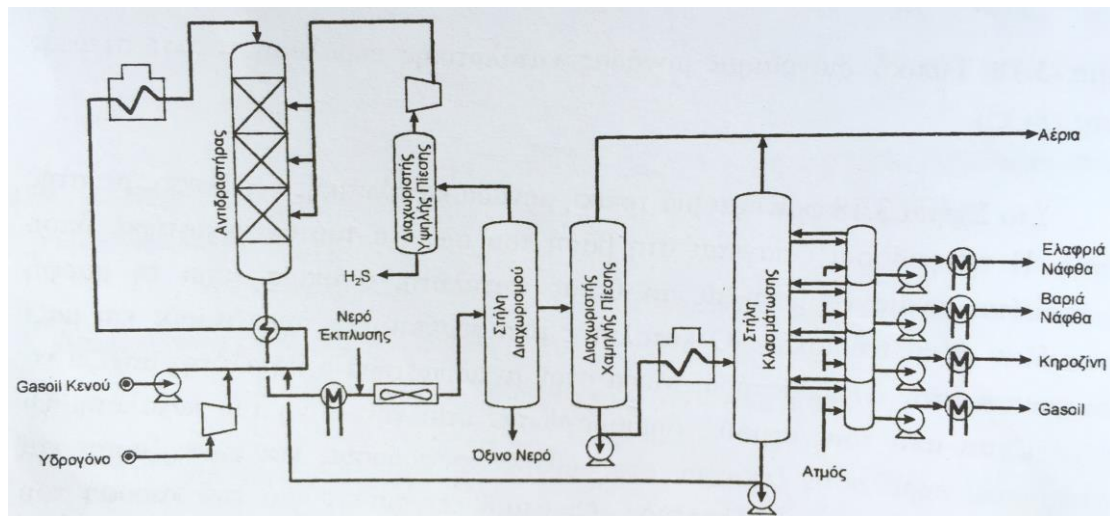 Αντιδραστήρας
Διαχωριστής
Υψηλής Πίεσης
H₂S
Στήλη
Διαχωρισμού
Όξινο Νερό
Διαχωριστής
Χαμηλής Πίεσης
Στήλη
Κλασμάτωσης
Αέρια
Ελαφριά
Νάφθα
Βαριά
Νάφθα
Κηροζίνη
Gasoil
Ατμός
Νερό
Έκπλυσης
Gasoil Κενού
Υδρογόνο